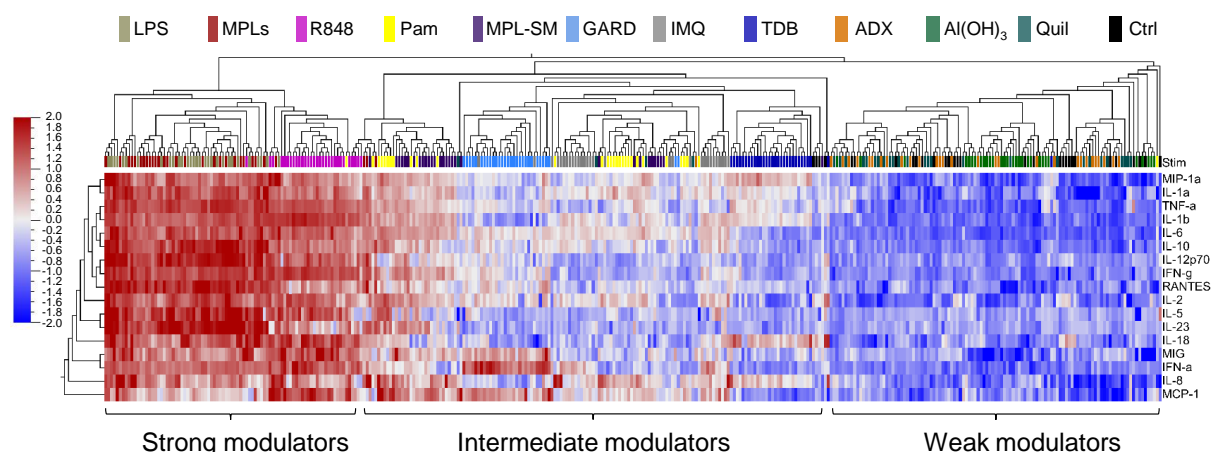 LPS MPLs R848 Pam MPL-SM GARD IMQ TDB ADX Al(OH)₃ Quil Ctrl
2.0
1.8
1.6
1.4
1.2
1.0
0.8
0.6
0.4
0.2
0.0
-0.2
-0.4
-0.6
-0.8
-1.0
-1.2
-1.4
-1.6
-1.8
-2.0
Stim
MIP-1a
IL-1a
TNF-a
IL-1b
IL-6
IL-10
IL-12p70
IFN-g
RANTES
IL-2
IL-5
IL-23
IL-18
MIG
IFN-a
IL-8
MCP-1
Strong modulators Intermediate modulators Weak modulators